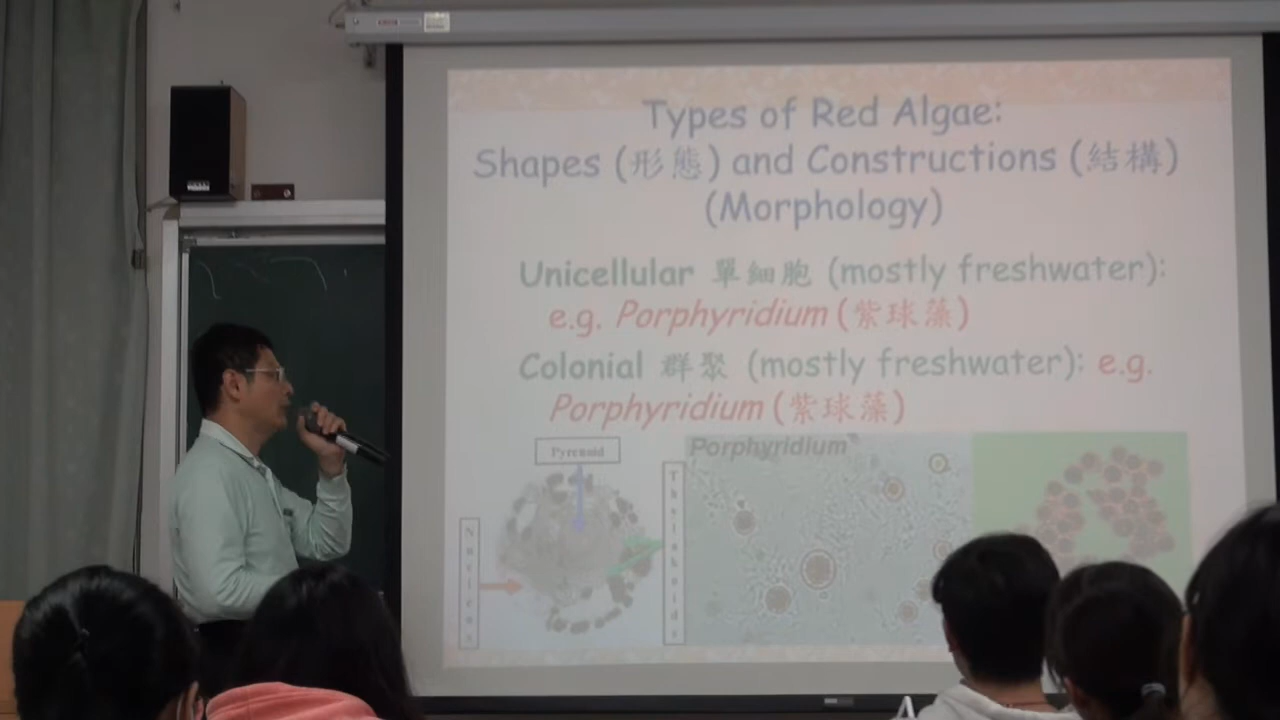 Types of Red Algae:
Shapes (形態) and Constructions (結構)
(Morphology)
Unicellular 單細胞 (mostly freshwater):
e.g. Porphyridium (紫球藻)
Colonial 群聚 (mostly freshwater): e.g.
Porphyridium (紫球藻)
Pyrenoid
Porphyridium
Thylakoids
Nucleus